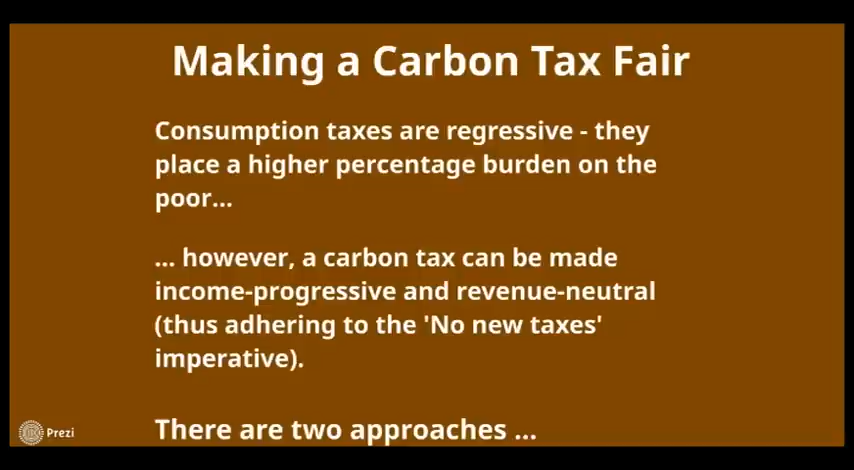 Making a Carbon Tax Fair
Consumption taxes are regressive - they
place a higher percentage burden on the
poor...
... however, a carbon tax can be made
income-progressive and revenue-neutral
(thus adhering to the 'No new taxes'
imperative).
There are two approaches ...
Prezi